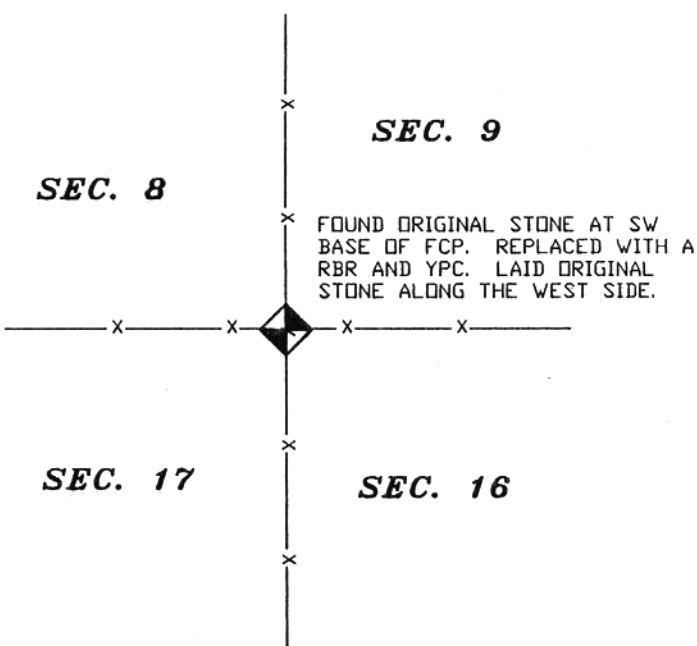 SEC. 9
SEC. 8
FOUND ORIGINAL STONE AT SW
BASE OF FCP. REPLACED WITH A
RBR AND YPC. LAID ORIGINAL
STONE ALONG THE WEST SIDE.
SEC. 17
SEC. 16